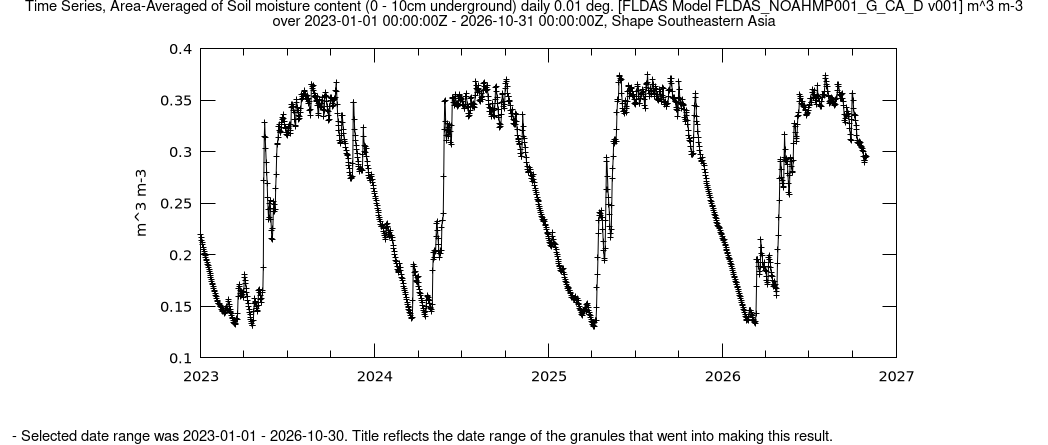 Time Series, Area-Averaged of Soil moisture content (0 - 10cm underground) daily 0.01 deg. [FLDAS Model FLDAS_NOAHMP001_G_CA_D v001] m^3 m-3
over 2023-01-01 00:00:00Z - 2026-10-31 00:00:00Z, Shape Southeastern Asia
0.4
0.35
0.3
0.25
0.2
0.15
0.1
m^3 m-3
2023 2024 2025 2026 2027
- Selected date range was 2023-01-01 - 2026-10-30. Title reflects the date range of the granules that went into making this result.